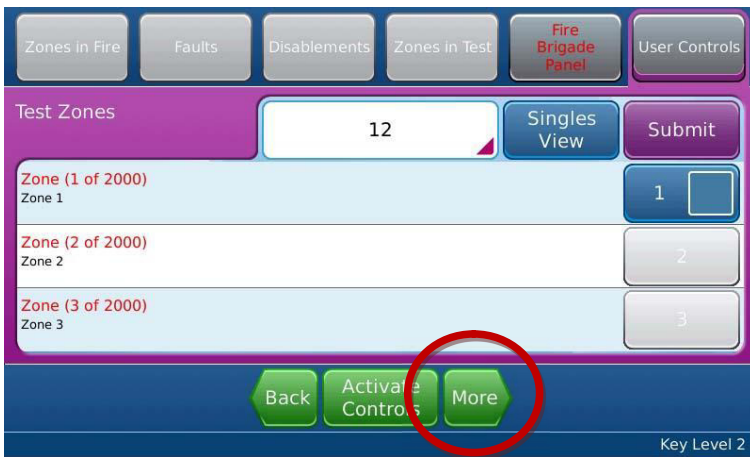 Zones in Fire
Faults
Disablements
Zones in Test
Fire
Brigade
Panel
User Controls
Test Zones
12
Singles
View
Submit
Zone (1 of 2000)
Zone 1
1
Zone (2 of 2000)
Zone 2
2
Zone (3 of 2000)
Zone 3
3
Back
Activate
Controls
More
Key Level 2